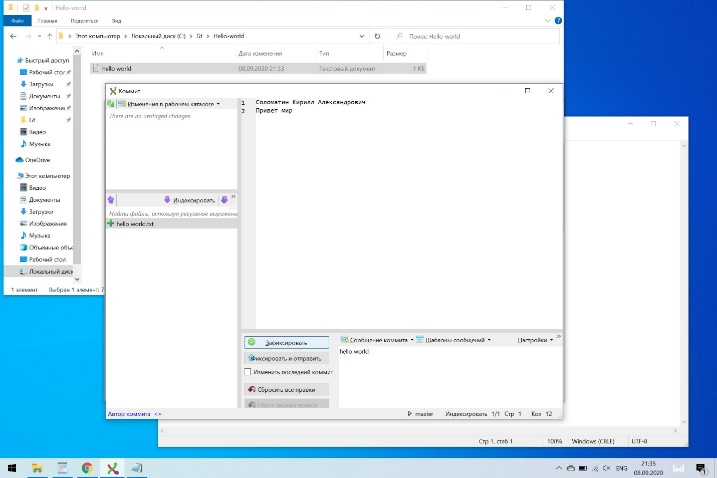 Hello-world
Файл
Главная
Поделиться
Вид
Этот компьютер > Локальный диск (C:) > Git > Hello-world
Поиск: Hello-world
Имя
Дата изменения
Тип
Размер
hello world
08.09.2020 21:33
Текстовый документ
1 КБ
Быстрый доступ
Рабочий стол
Загрузки
Документы
Изображения
Git
Видео
Музыка
OneDrive
Этот компьютер
Видео
Документы
Загрузки
Изображения
Музыка
Объемные объе
Рабочий стол
Локальный диск
1 элемент
Выбран 1 элемент: 7
Коммит
Изменения в рабочем каталоге
There are no unstaged changes
Индексировать
Найти файлы, используя регулярное выражение
hello world.txt
1 Соломатин Кирилл Александрович
2 Привет мир
Зафиксировать
Фиксировать и отправить
Изменить последний коммит
Сбросить все правки
Сообщение коммита
Шаблоны сообщений
Настройки
hello world
Автор коммита <>
master
Индексировать 1/1
Стр 1
Кол 12
Стр 1, стлб 1
100%
Windows (CRLF)
UTF-8
ENG
21:35
08.09.2020